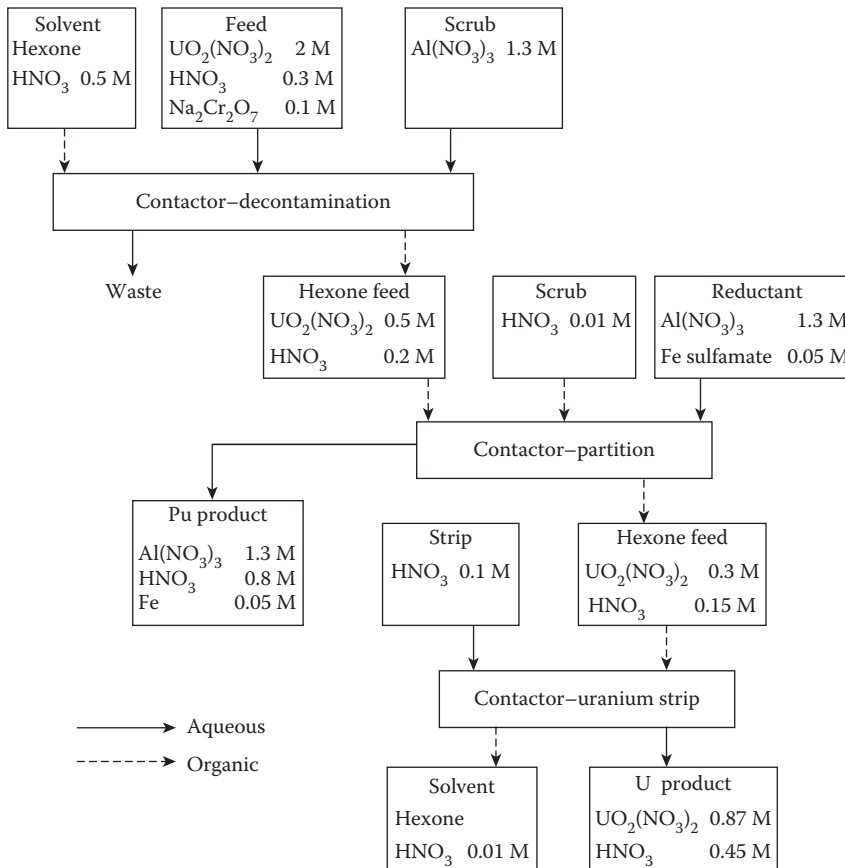 Solvent
Hexone
HNO₃ 0.5 M
Feed
UO₂(NO₃)₂ 2 M
HNO₃ 0.3 M
Na₂Cr₂O₇ 0.1 M
Scrub
Al(NO₃)₃ 1.3 M
Contactor–decontamination
Waste
Hexone feed
UO₂(NO₃)₂ 0.5 M
HNO₃ 0.2 M
Scrub
HNO₃ 0.01 M
Reductant
Al(NO₃)₃ 1.3 M
Fe sulfamate 0.05 M
Contactor–partition
Pu product
Al(NO₃)₃ 1.3 M
HNO₃ 0.8 M
Fe 0.05 M
Strip
HNO₃ 0.1 M
Hexone feed
UO₂(NO₃)₂ 0.3 M
HNO₃ 0.15 M
Contactor–uranium strip
Aqueous
Organic
Solvent
Hexone
HNO₃ 0.01 M
U product
UO₂(NO₃)₂ 0.87 M
HNO₃ 0.45 M